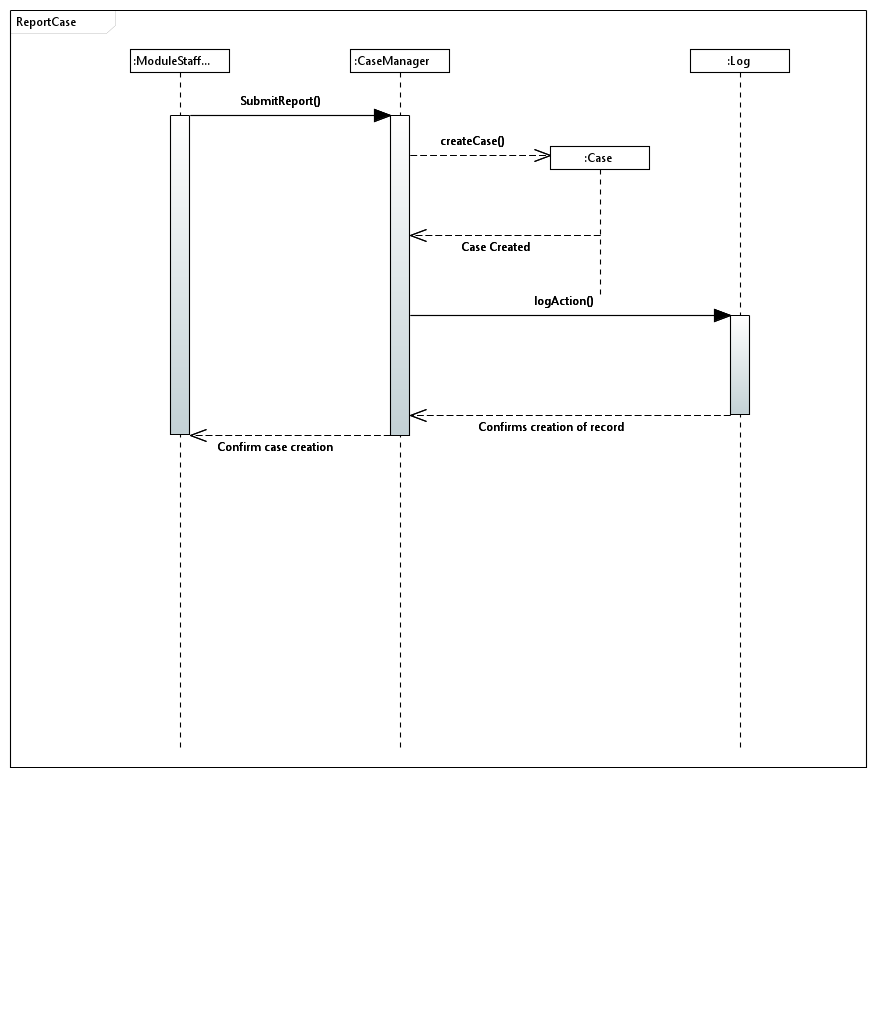 ReportCase
:ModuleStaff...
:CaseManager
:Log
SubmitReport()
createCase()
:Case
Case Created
logAction()
Confirms creation of record
Confirm case creation